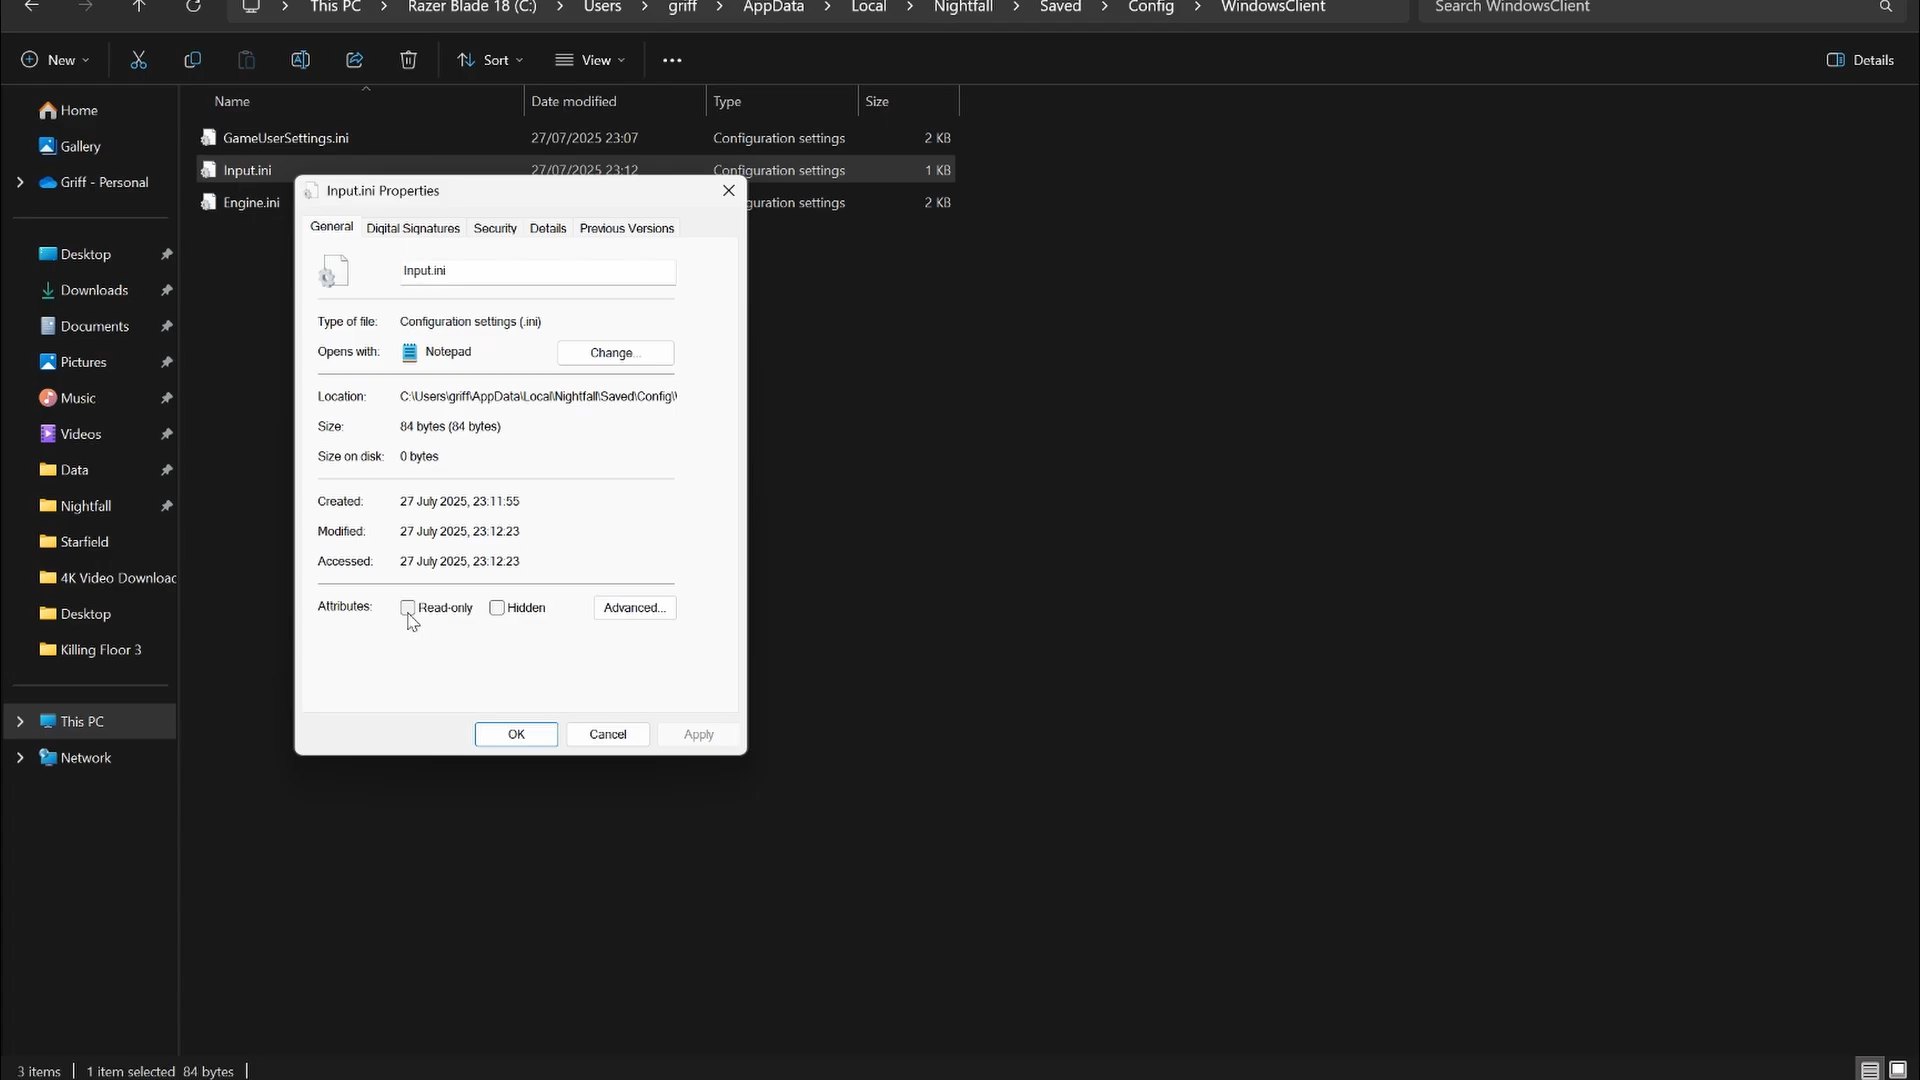 This PC > Razer Blade 18 (C:) > Users > griff > AppData > Local > Nightfall > Saved > Config > WindowsClient
Search WindowsClient
New
Sort
View
Details
Name
Date modified
Type
Size
GameUserSettings.ini 27/07/2025 23:07 Configuration settings 2 KB
Input.ini 27/07/2025 23:12 Configuration settings 1 KB
Engine.ini guration settings 2 KB
Home
Gallery
Griff - Personal
Desktop
Downloads
Documents
Pictures
Music
Videos
Data
Nightfall
Starfield
4K Video Downloac
Desktop
Killing Floor 3
This PC
Network
Input.ini Properties
General
Digital Signatures
Security
Details
Previous Versions
Input.ini
Type of file: Configuration settings (.ini)
Opens with: Notepad
Change...
Location: C:\Users\griff\AppData\Local\Nightfall\Saved\Config\
Size: 84 bytes (84 bytes)
Size on disk: 0 bytes
Created: 27 July 2025, 23:11:55
Modified: 27 July 2025, 23:12:23
Accessed: 27 July 2025, 23:12:23
Attributes: Read-only Hidden
Advanced...
OK
Cancel
Apply
3 items
1 item selected 84 bytes